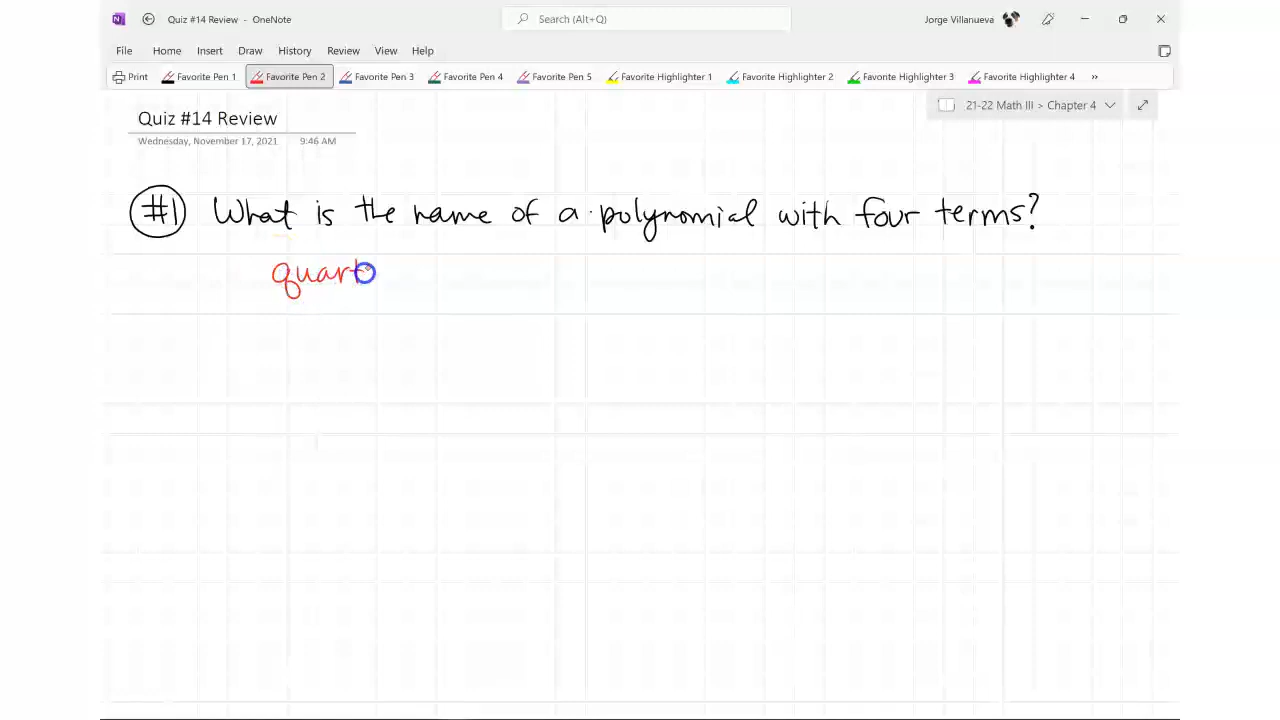 Quiz #14 Review - OneNote
Search (Alt+Q)
Jorge Villanueva
File Home Insert Draw History Review View Help
Print Favorite Pen 1 Favorite Pen 2 Favorite Pen 3 Favorite Pen 4 Favorite Pen 5 Favorite Highlighter 1 Favorite Highlighter 2 Favorite Highlighter 3 Favorite Highlighter 4 »
21-22 Math III > Chapter 4
Quiz #14 Review
Wednesday, November 17, 2021 9:46 AM
#1 What is the name of a polynomial with four terms?
quart